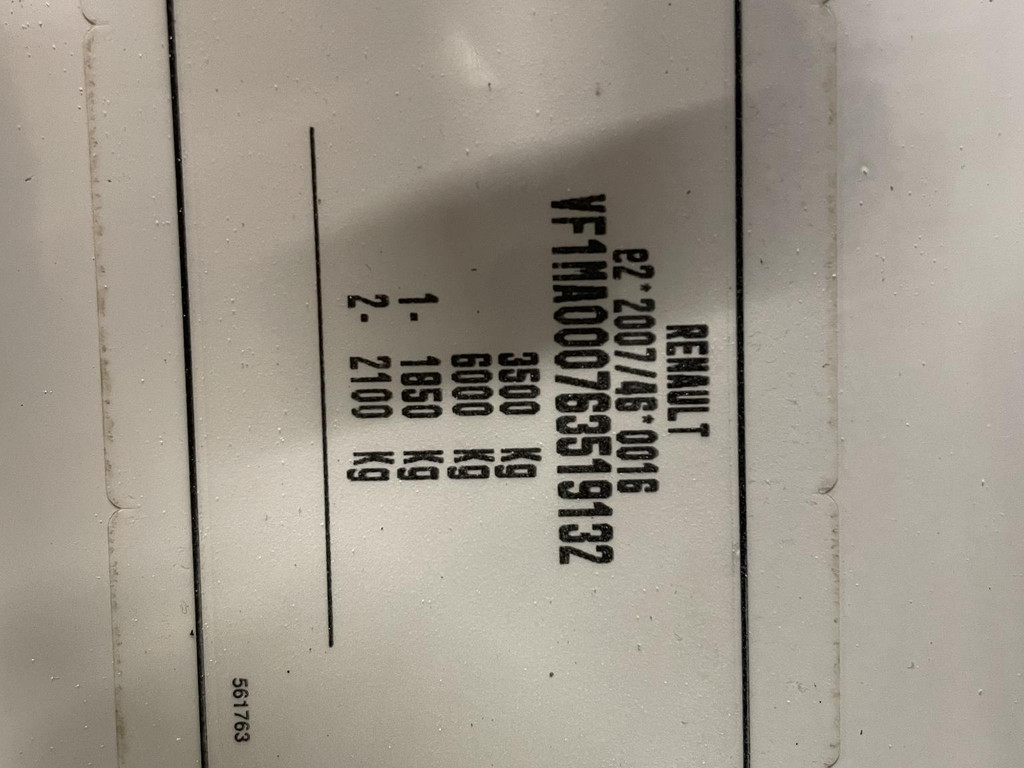 RENAULT
e2*2007//46*0016
VF1MA000763519132
3500 Kg
6000 Kg
1- 1850 Kg
2- 2100 Kg
561763